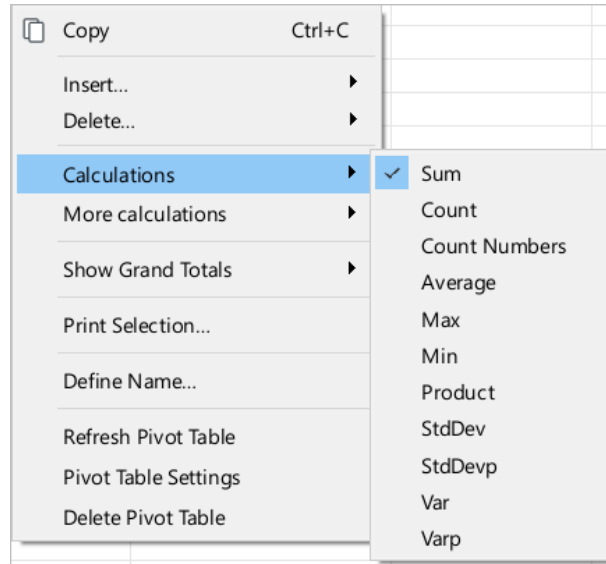 Copy Ctrl+C
Insert...
Delete...
Calculations
More calculations
Show Grand Totals
Print Selection...
Define Name...
Refresh Pivot Table
Pivot Table Settings
Delete Pivot Table
Sum
Count
Count Numbers
Average
Max
Min
Product
StdDev
StdDevp
Var
Varp